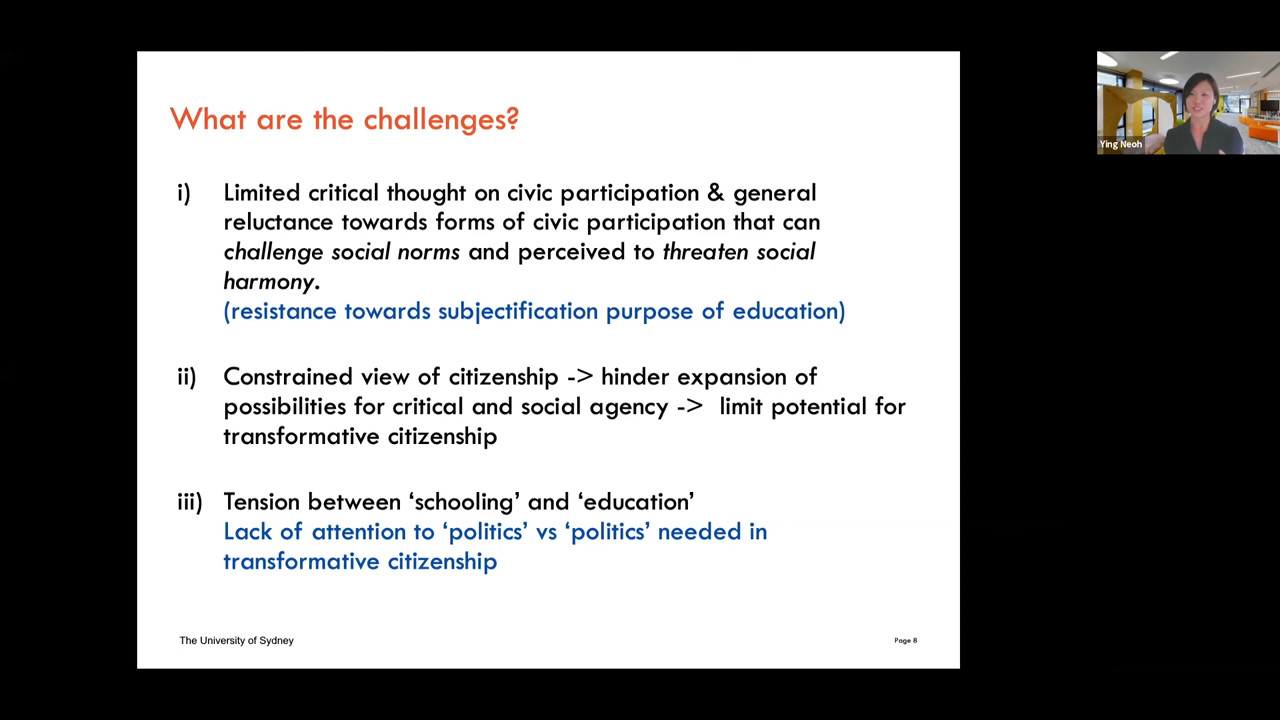 What are the challenges?
i) Limited critical thought on civic participation & general
reluctance towards forms of civic participation that can
challenge social norms and perceived to threaten social
harmony.
(resistance towards subjectification purpose of education)
ii) Constrained view of citizenship -> hinder expansion of
possibilities for critical and social agency -> limit potential for
transformative citizenship
iii) Tension between ‘schooling’ and ‘education’
Lack of attention to ‘politics’ vs ‘politics’ needed in
transformative citizenship
The University of Sydney
Page 8
Ying Neoh